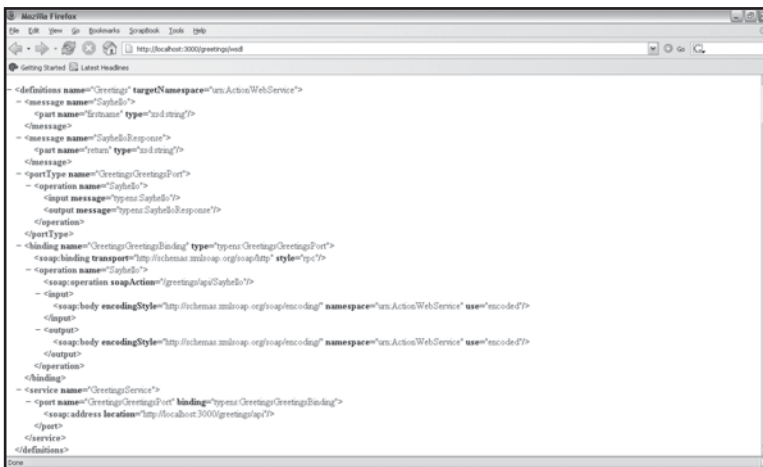 Mozilla Firefox
File Edit View Go Bookmarks ScrapBook Tools Help
http://localhost:3000/greetings/wsdl
Go
Getting Started Latest Headlines
− <definitions name="Greetings" targetNamespace="urn:ActionWebService">
− <message name="Sayhello">
<part name="firstname" type="xsd:string"/>
</message>
− <message name="SayhelloResponse">
<part name="return" type="xsd:string"/>
</message>
− <portType name="GreetingsGreetingsPort">
− <operation name="Sayhello">
<input message="typens:Sayhello"/>
<output message="typens:SayhelloResponse"/>
</operation>
</portType>
− <binding name="GreetingsGreetingsBinding" type="typens:GreetingsGreetingsPort">
<soap:binding transport="http://schemas.xmlsoap.org/soap/http" style="rpc"/>
− <operation name="Sayhello">
<soap:operation soapAction="/greetings/api/Sayhello"/>
− <input>
<soap:body encodingStyle="http://schemas.xmlsoap.org/soap/encoding/" namespace="urn:ActionWebService" use="encoded"/>
</input>
− <output>
<soap:body encodingStyle="http://schemas.xmlsoap.org/soap/encoding/" namespace="urn:ActionWebService" use="encoded"/>
</output>
</operation>
</binding>
− <service name="GreetingsService">
− <port name="GreetingsGreetingsPort" binding="typens:GreetingsGreetingsBinding">
<soap:address location="http://localhost:3000/greetings/api"/>
</port>
</service>
</definitions>
Done